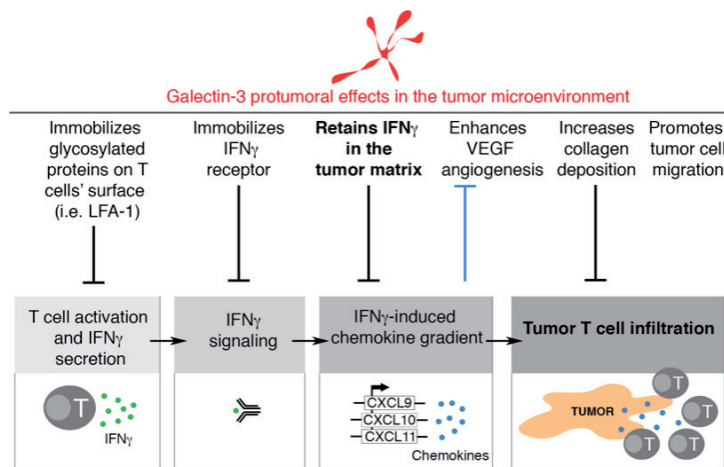 Galectin-3 protumoral effects in the tumor microenvironment
Immobilizes
glycosylated
proteins on T
cells' surface
(i.e. LFA-1)
Immobilizes
IFNγ
receptor
Retains IFNγ
in the
tumor matrix
Enhances
VEGF
angiogenesis
Increases
collagen
deposition
Promotes
tumor cell
migration
T cell activation
and IFNγ
secretion
IFNγ
signaling
IFNγ-induced
chemokine gradient
Tumor T cell infiltration
T
IFNγ
CXCL9
CXCL10
CXCL11
Chemokines
TUMOR
T
T
T
T
T